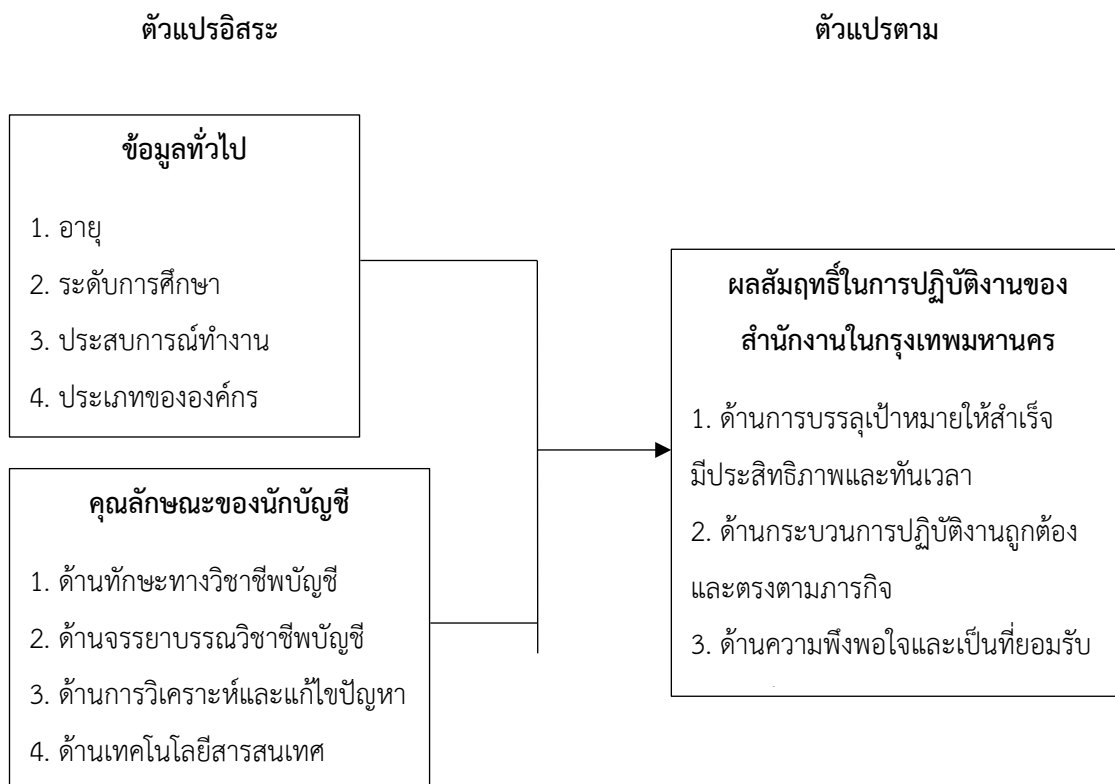 ตัวแปรอิสระ
ตัวแปรตาม
ข้อมูลทั่วไป
1. อายุ
2. ระดับการศึกษา
3. ประสบการณ์ทำงาน
4. ประเภทขององค์กร
คุณลักษณะของนักบัญชี
1. ด้านทักษะทางวิชาชีพบัญชี
2. ด้านจรรยาบรรณวิชาชีพบัญชี
3. ด้านการวิเคราะห์และแก้ไขปัญหา
4. ด้านเทคโนโลยีสารสนเทศ
ผลสัมฤทธิ์ในการปฏิบัติงานของ
สำนักงานในกรุงเทพมหานคร
1. ด้านการบรรลุเป้าหมายให้สำเร็จ
มีประสิทธิภาพและทันเวลา
2. ด้านกระบวนการปฏิบัติงานถูกต้อง
และตรงตามภารกิจ
3. ด้านความพึงพอใจและเป็นที่ยอมรับ